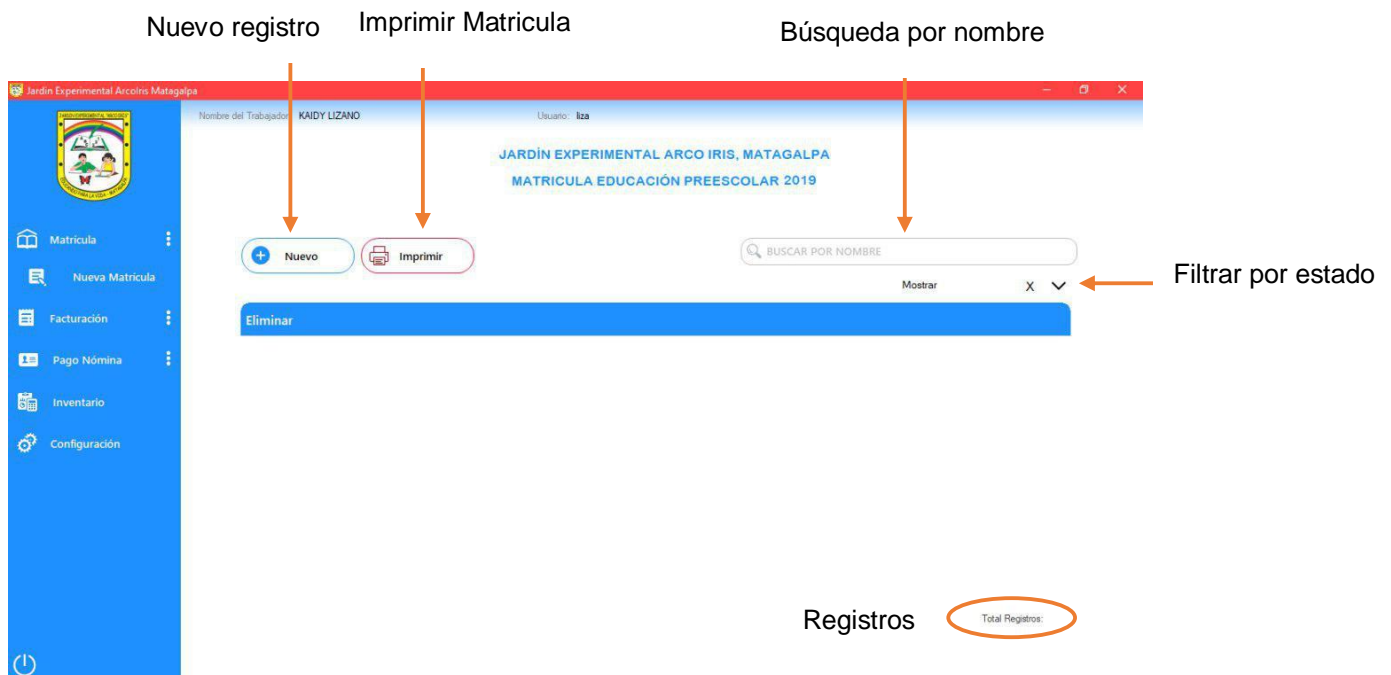 Nuevo registro
Imprimir Matricula
Búsqueda por nombre
Jardin Experimental ArcoIris Matagalpa
Nombre del Trabajador: KAIDY LIZANO
Usuario: liza
JARDÍN EXPERIMENTAL ARCO IRIS, MATAGALPA
MATRICULA EDUCACIÓN PREESCOLAR 2019
Matrícula
Nueva Matrícula
Facturación
Pago Nómina
Inventario
Configuración
Nuevo
Imprimir
BUSCAR POR NOMBRE
Mostrar
X
Filtrar por estado
Eliminar
Registros
Total Registros: